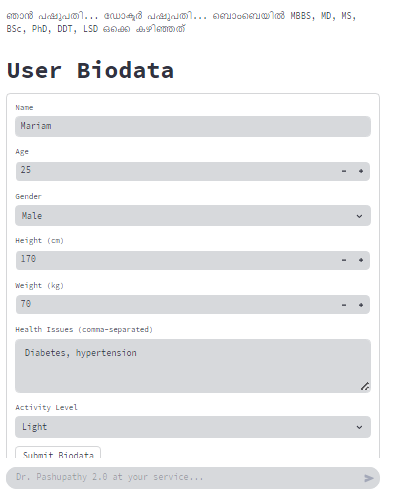 ഞാൻ പഷുപതി... ഡോക്ടർ പഷുപതി... ബൊംബെയിൽ MBBS, MD, MS,
BSc, PhD, DDT, LSD ഒക്കെ കഴിഞ്ഞത്
User Biodata
Name
Mariam
Age
25
Gender
Male
Height (cm)
170
Weight (kg)
70
Health Issues (comma-separated)
Diabetes, hypertension
Activity Level
Light
Submit Biodata
Dr. Pashupathy 2.0 at your service...